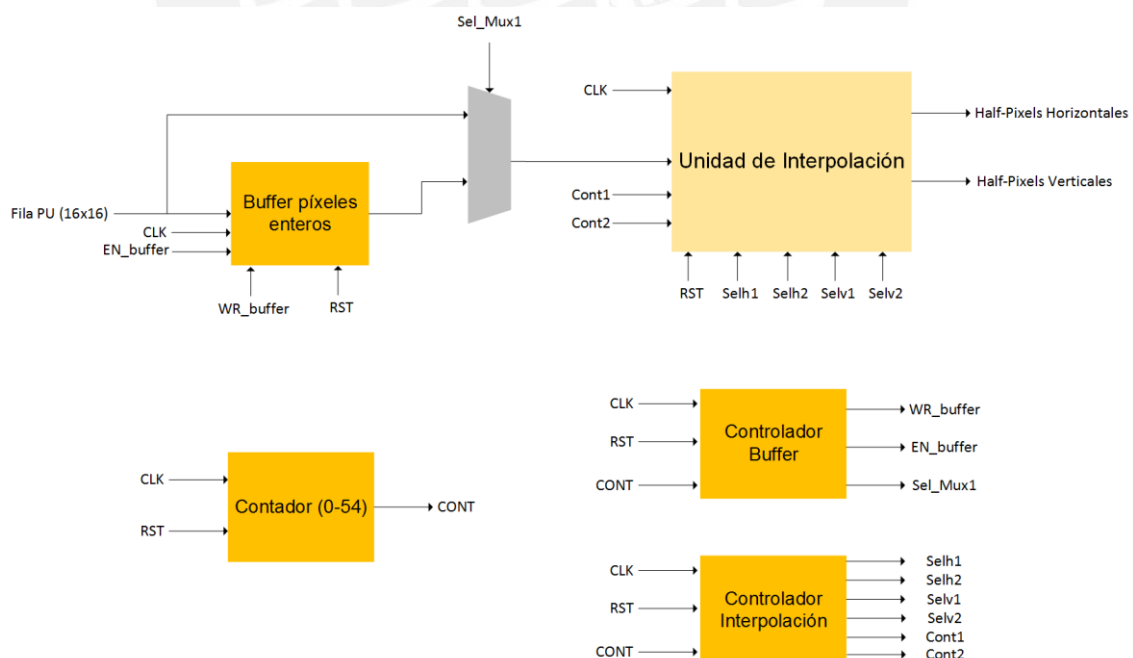 Sel_Mux1
CLK
Half-Pixels Horizontales
Unidad de Interpolación
Half-Pixels Verticales
Cont1
Cont2
RST Selh1 Selh2 Selv1 Selv2
Buffer píxeles
enteros
Fila PU (16x16)
CLK
EN_buffer
WR_buffer
RST
CLK
RST
Contador (0-54)
CONT
CLK
RST
CONT
Controlador
Buffer
WR_buffer
EN_buffer
Sel_Mux1
CLK
RST
CONT
Controlador
Interpolación
Selh1
Selh2
Selv1
Selv2
Cont1
Cont2